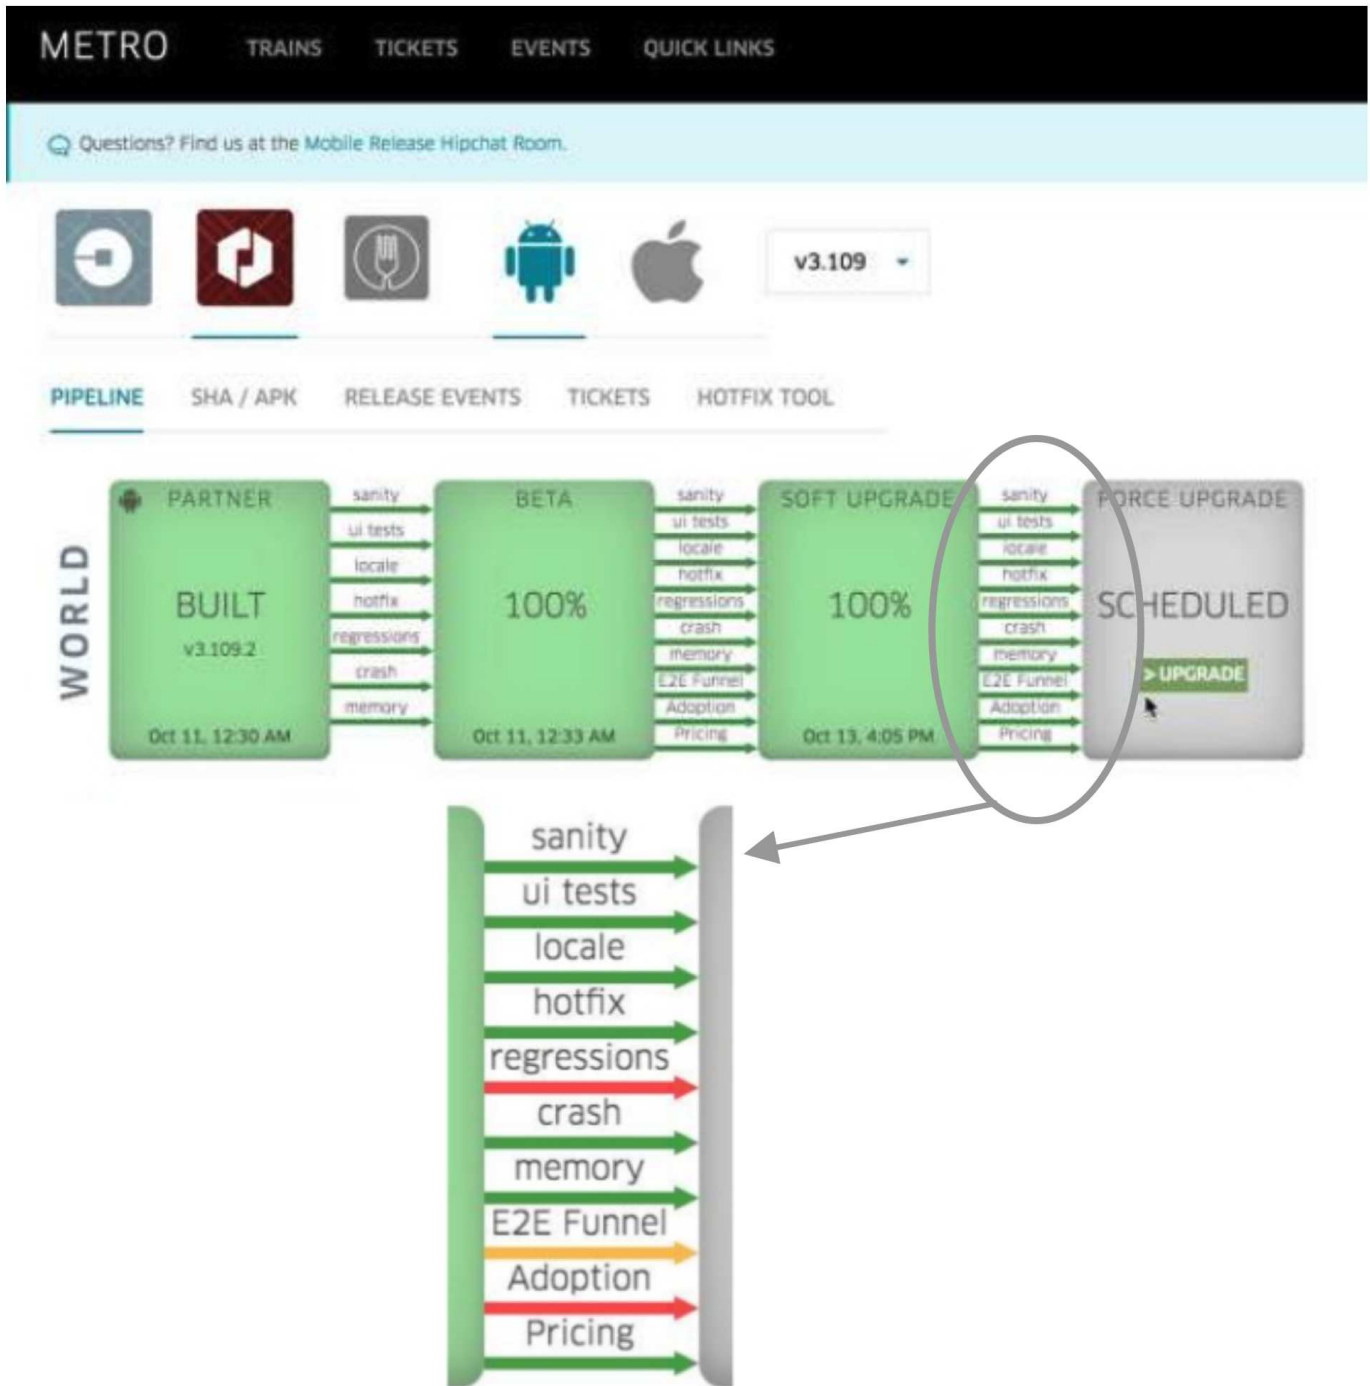 METRO TRAINS TICKETS EVENTS QUICK LINKS
Questions? Find us at the Mobile Release Hipchat Room.
v3.109
PIPELINE SHA / APK RELEASE EVENTS TICKETS HOTFIX TOOL
WORLD
PARTNER
BUILT
v3.109.2
Oct 11, 12:30 AM
sanity
ui tests
locale
hotfix
regressions
crash
memory
BETA
100%
Oct 11, 12:33 AM
sanity
ui tests
locale
hotfix
regressions
crash
memory
E2E Funnel
Adoption
Pricing
SOFT UPGRADE
100%
Oct 13, 4:05 PM
sanity
ui tests
locale
hotfix
regressions
crash
memory
E2E Funnel
Adoption
Pricing
FORCE UPGRADE
SCHEDULED
> UPGRADE
sanity
ui tests
locale
hotfix
regressions
crash
memory
E2E Funnel
Adoption
Pricing